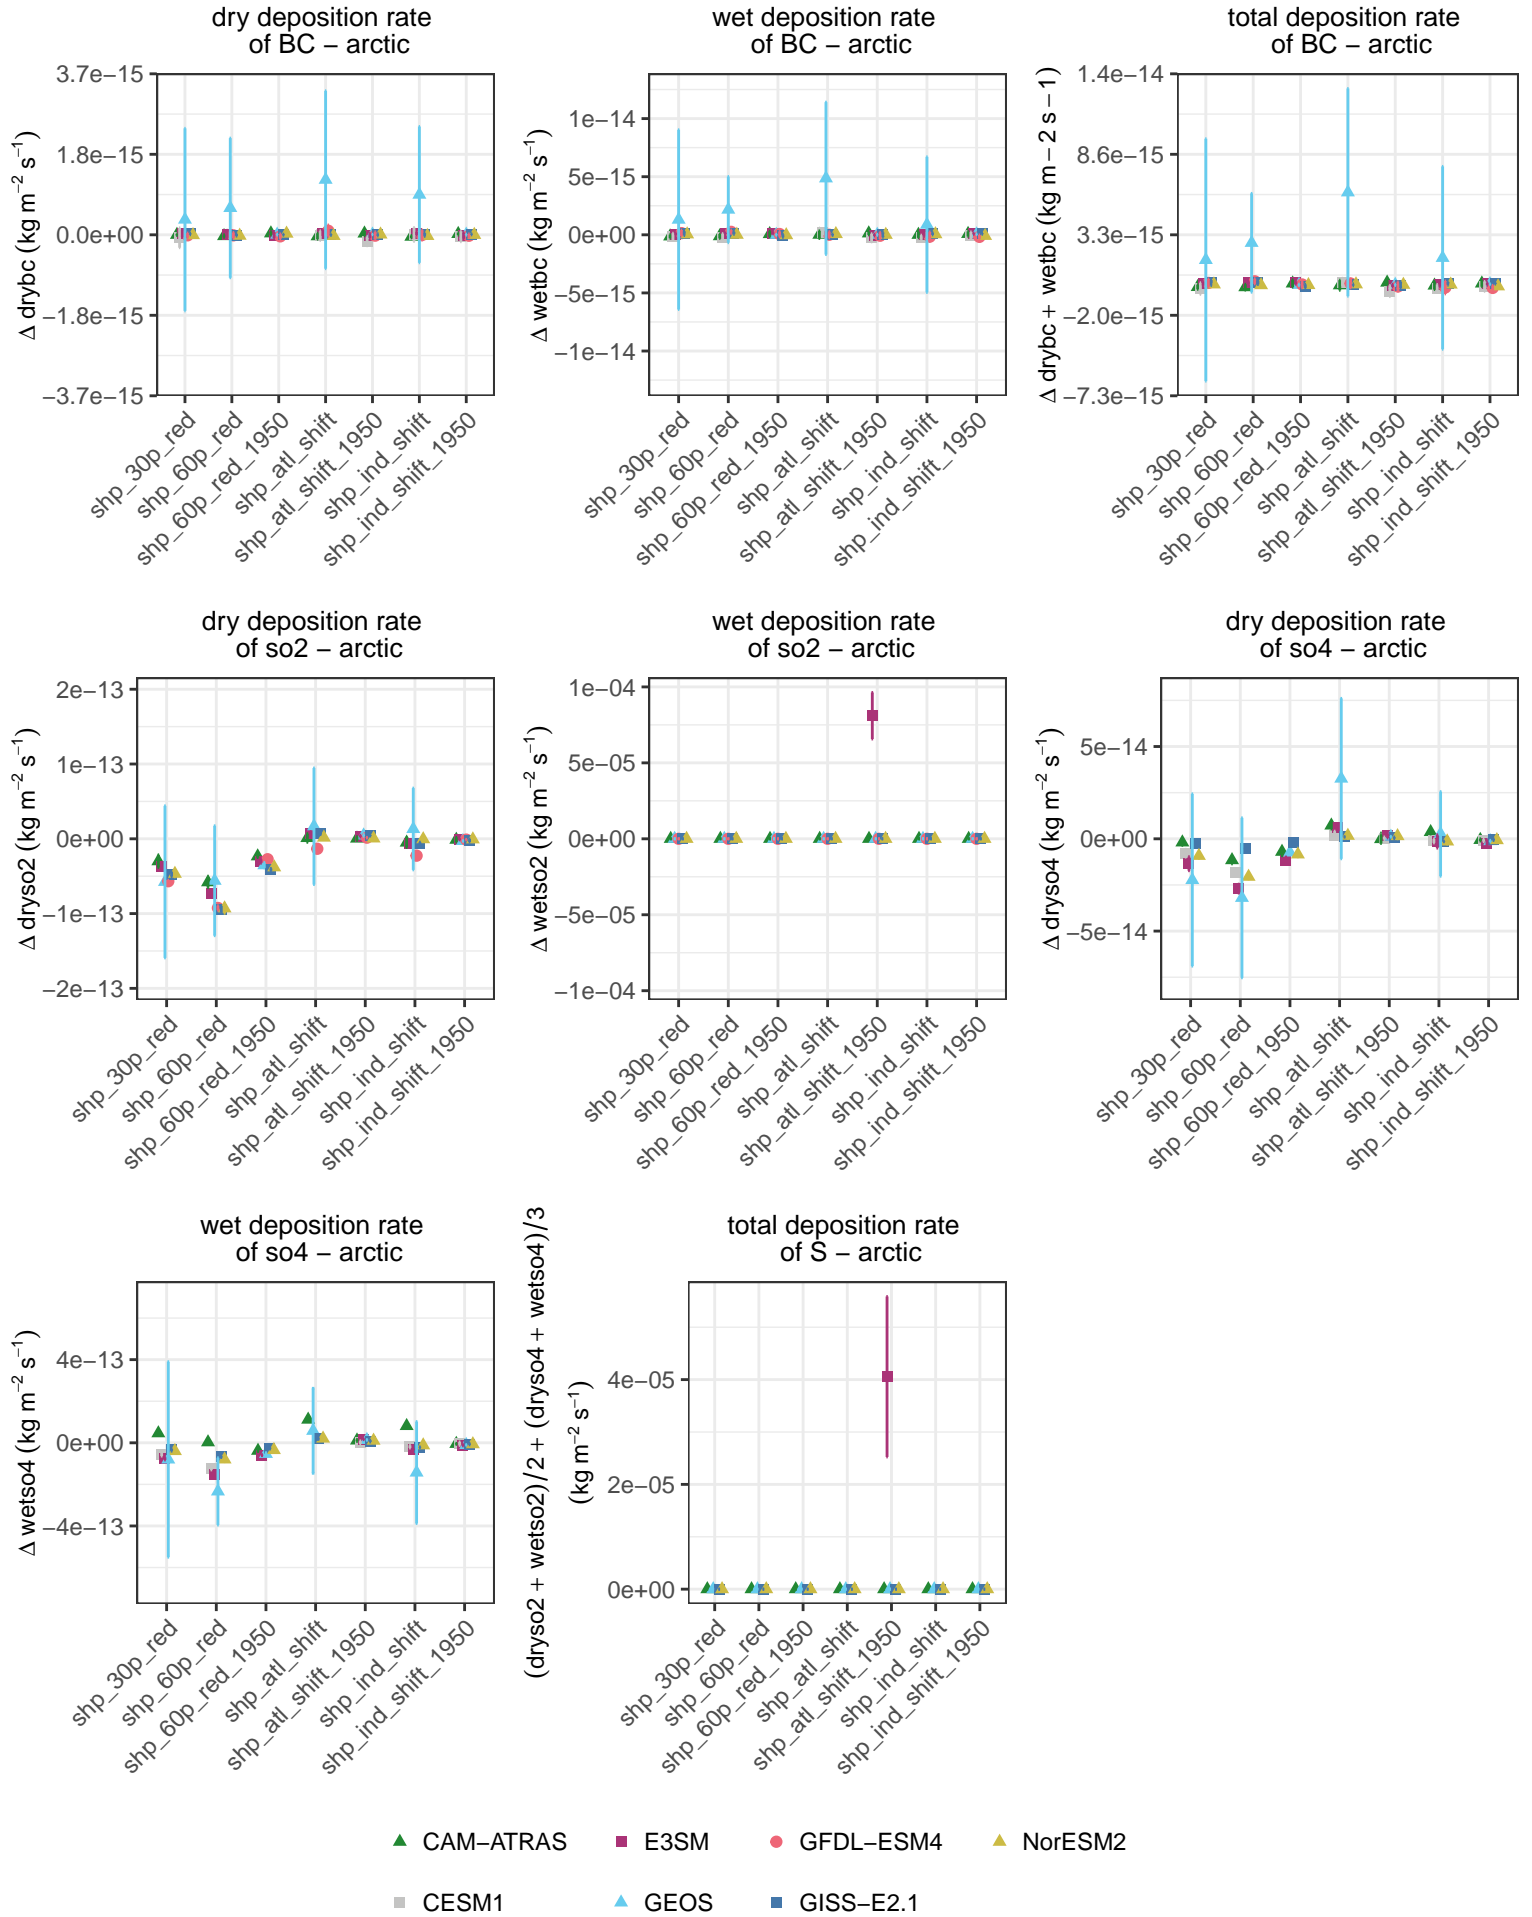 dry deposition rate
of BC − arctic
Δ drybc (kg m−2 s−1)
3.7e−15
1.8e−15
0.0e+00
−1.8e−15
−3.7e−15
shp_30p_red
shp_60p_red
shp_60p_red_1950
shp_atl_shift
shp_atl_shift_1950
shp_ind_shift
shp_ind_shift_1950
wet deposition rate
of BC − arctic
Δ wetbc (kg m−2 s−1)
1e−14
5e−15
0e+00
−5e−15
−1e−14
shp_30p_red
shp_60p_red
shp_60p_red_1950
shp_atl_shift
shp_atl_shift_1950
shp_ind_shift
shp_ind_shift_1950
total deposition rate
of BC − arctic
Δ drybc + wetbc (kg m − 2 s − 1)
1.4e−14
8.6e−15
3.3e−15
−2.0e−15
−7.3e−15
shp_30p_red
shp_60p_red
shp_60p_red_1950
shp_atl_shift
shp_atl_shift_1950
shp_ind_shift
shp_ind_shift_1950
dry deposition rate
of so2 − arctic
Δ dryso2 (kg m−2 s−1)
2e−13
1e−13
0e+00
−1e−13
−2e−13
shp_30p_red
shp_60p_red
shp_60p_red_1950
shp_atl_shift
shp_atl_shift_1950
shp_ind_shift
shp_ind_shift_1950
wet deposition rate
of so2 − arctic
Δ wetso2 (kg m−2 s−1)
1e−04
5e−05
0e+00
−5e−05
−1e−04
shp_30p_red
shp_60p_red
shp_60p_red_1950
shp_atl_shift
shp_atl_shift_1950
shp_ind_shift
shp_ind_shift_1950
dry deposition rate
of so4 − arctic
Δ dryso4 (kg m−2 s−1)
5e−14
0e+00
−5e−14
shp_30p_red
shp_60p_red
shp_60p_red_1950
shp_atl_shift
shp_atl_shift_1950
shp_ind_shift
shp_ind_shift_1950
wet deposition rate
of so4 − arctic
Δ wetso4 (kg m−2 s−1)
4e−13
0e+00
−4e−13
shp_30p_red
shp_60p_red
shp_60p_red_1950
shp_atl_shift
shp_atl_shift_1950
shp_ind_shift
shp_ind_shift_1950
total deposition rate
of S − arctic
(dryso2 + wetso2)/2 + (dryso4 + wetso4)/3
(kg m−2 s−1)
4e−05
2e−05
0e+00
shp_30p_red
shp_60p_red
shp_60p_red_1950
shp_atl_shift
shp_atl_shift_1950
shp_ind_shift
shp_ind_shift_1950
CAM−ATRAS
E3SM
GFDL−ESM4
NorESM2
CESM1
GEOS
GISS−E2.1